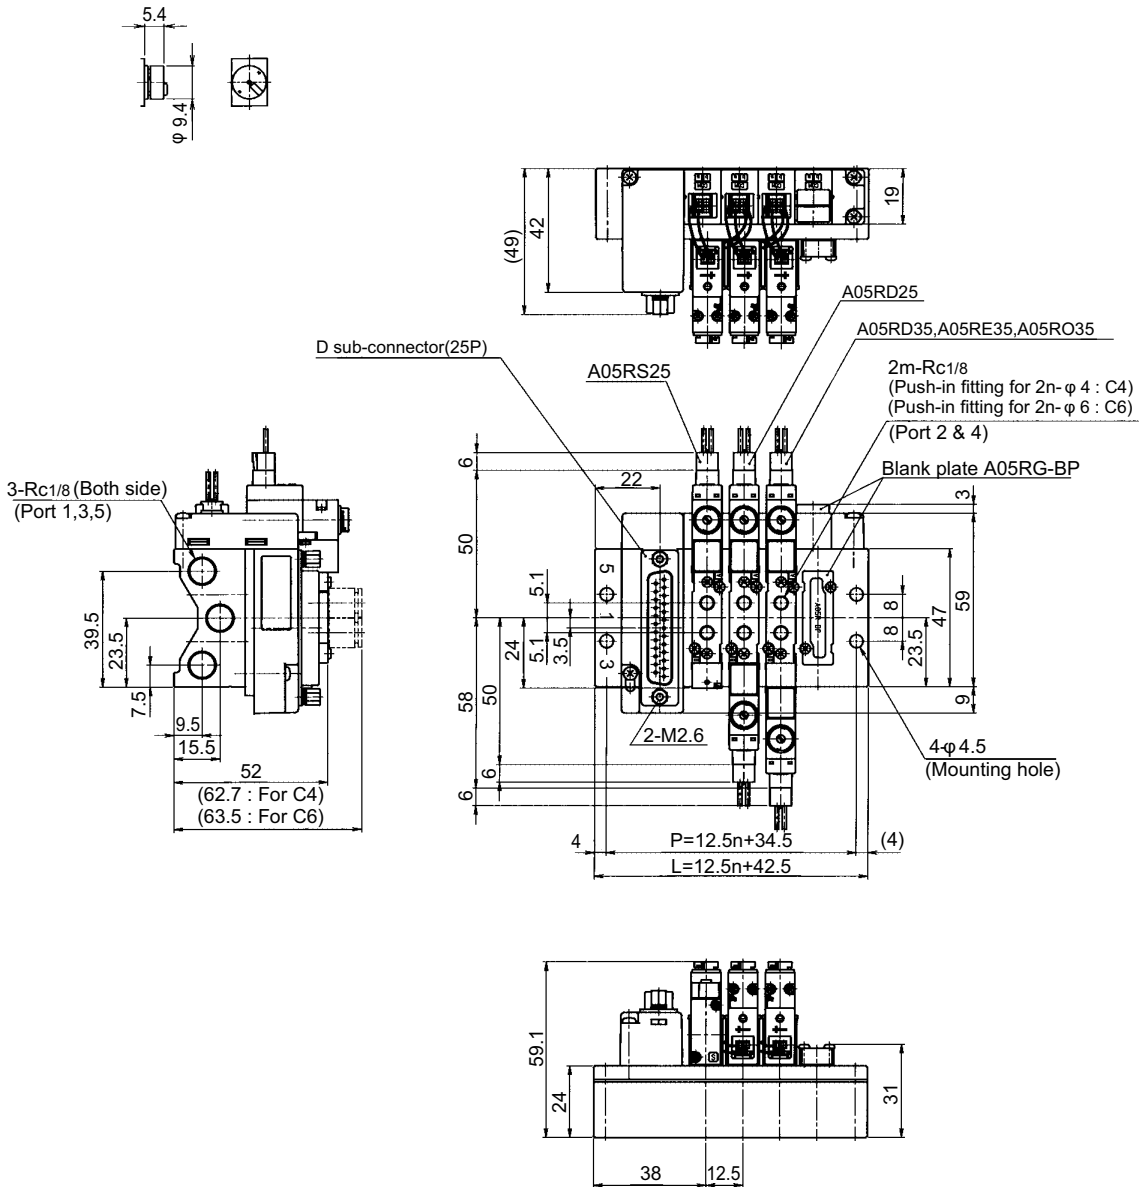 5.4
φ 9.4
(49)
42
19
A05RD25
A05RD35,A05RE35,A05RO35
D sub-connector(25P)
A05RS25
2m-Rc1/8
(Push-in fitting for 2n- φ 4 : C4)
(Push-in fitting for 2n- φ 6 : C6)
(Port 2 & 4)
Blank plate A05RG-BP
3-Rc1/8 (Both side)
(Port 1,3,5)
6
22
3
50
5
1
3
5.1
5.1
3.5
24
8
8
47
59
23.5
9
39.5
23.5
7.5
9.5
15.5
52
(62.7 : For C4)
(63.5 : For C6)
58
50
6
6
2-M2.6
4-φ 4.5
(Mounting hole)
4
P=12.5n+34.5
(4)
L=12.5n+42.5
59.1
24
31
38
12.5